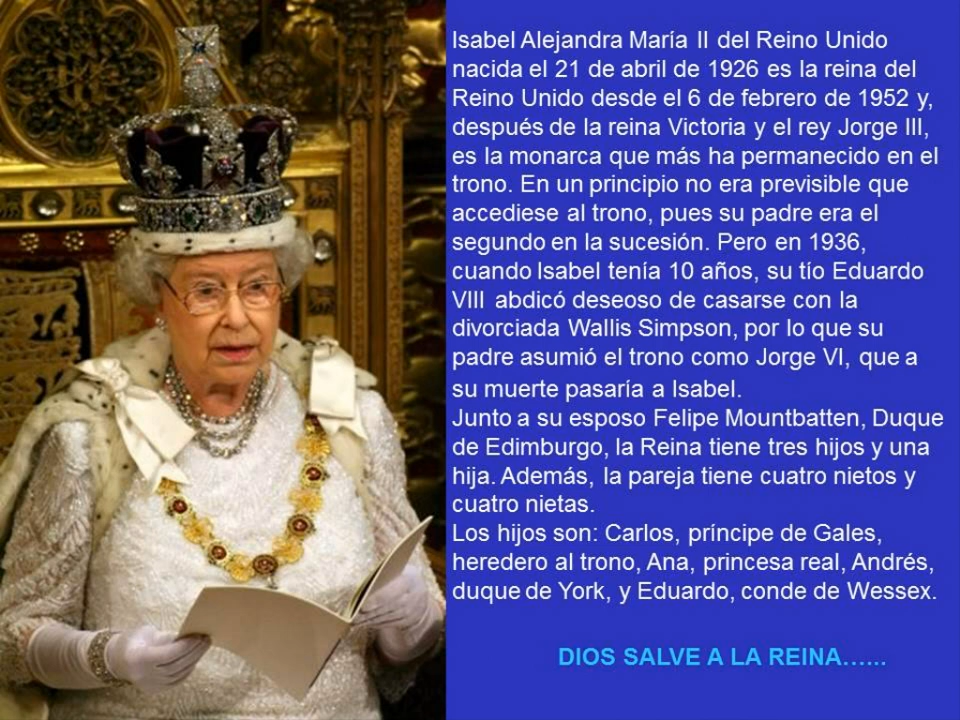 Isabel Alejandra María II del Reino Unido
nacida el 21 de abril de 1926 es la reina del
Reino Unido desde el 6 de febrero de 1952 y,
después de la reina Victoria y el rey Jorge III,
es la monarca que más ha permanecido en el
trono. En un principio no era previsible que
accediese al trono, pues su padre era el
segundo en la sucesión. Pero en 1936,
cuando Isabel tenía 10 años, su tío Eduardo
VIII abdicó deseoso de casarse con la
divorciada Wallis Simpson, por lo que su
padre asumió el trono como Jorge VI, que a
su muerte pasaría a Isabel.
Junto a su esposo Felipe Mountbatten, Duque
de Edimburgo, la Reina tiene tres hijos y una
hija. Además, la pareja tiene cuatro nietos y
cuatro nietas.
Los hijos son: Carlos, príncipe de Gales,
heredero al trono, Ana, princesa real, Andrés,
duque de York, y Eduardo, conde de Wessex.
DIOS SALVE A LA REINA…...